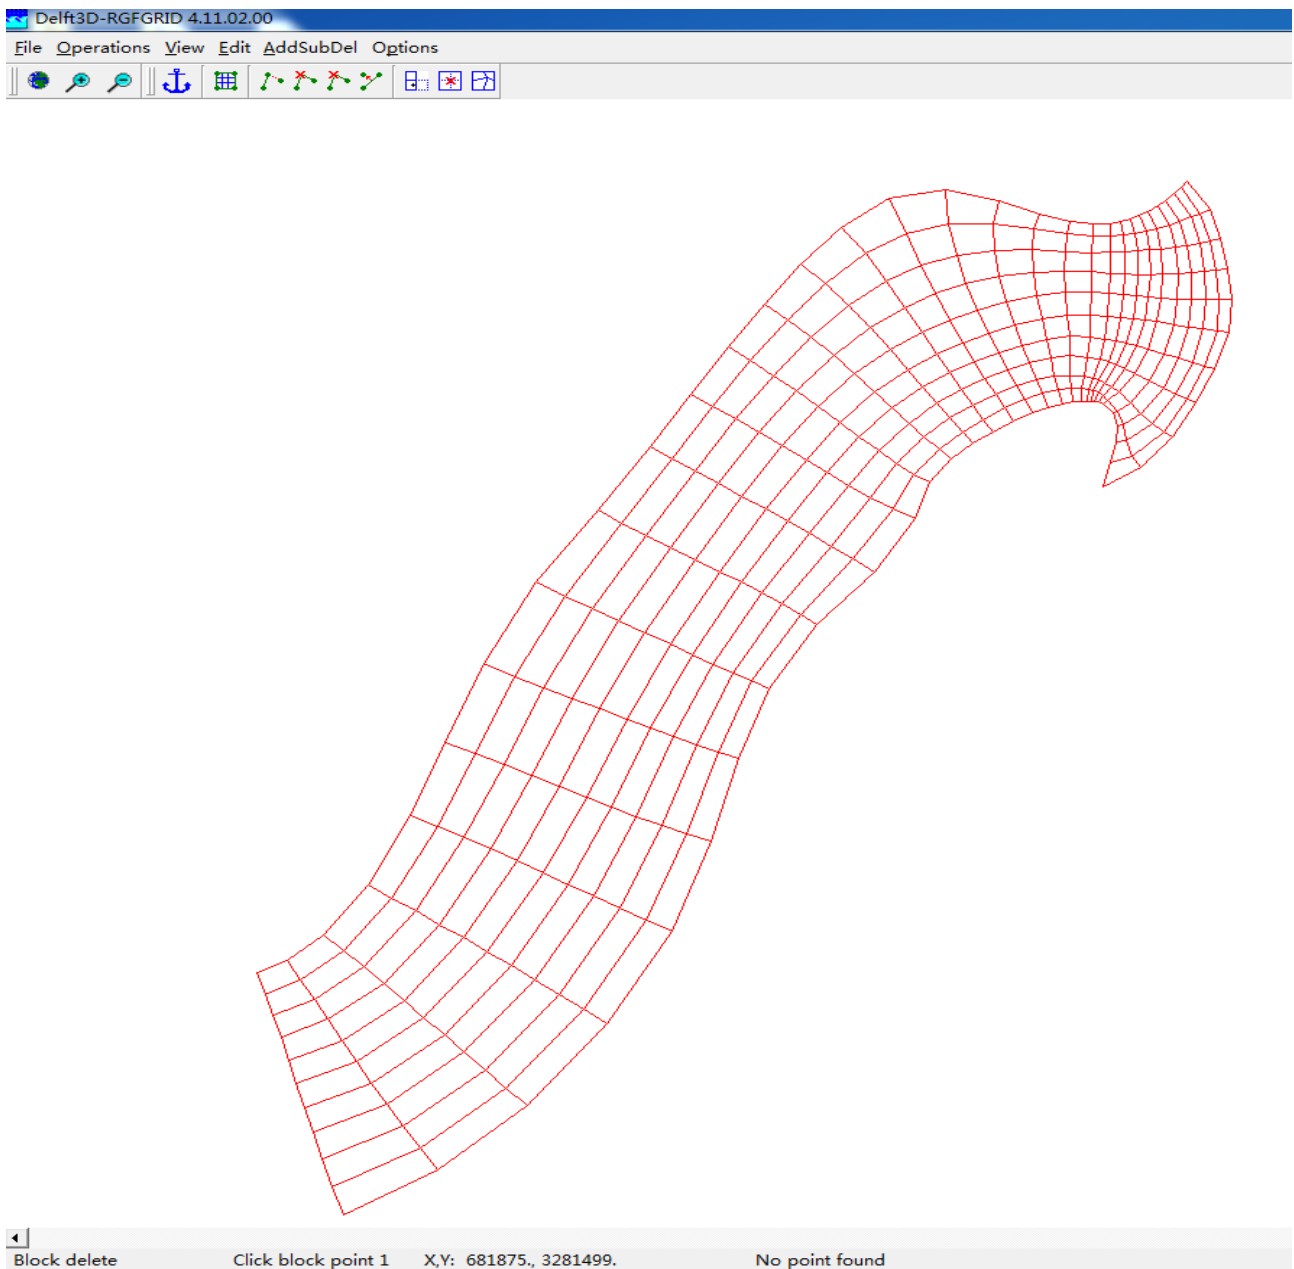 Delft3D-RGFGRID 4.11.02.00
File Operations View Edit AddSubDel Options
Block delete Click block point 1 X,Y: 681875., 3281499. No point found